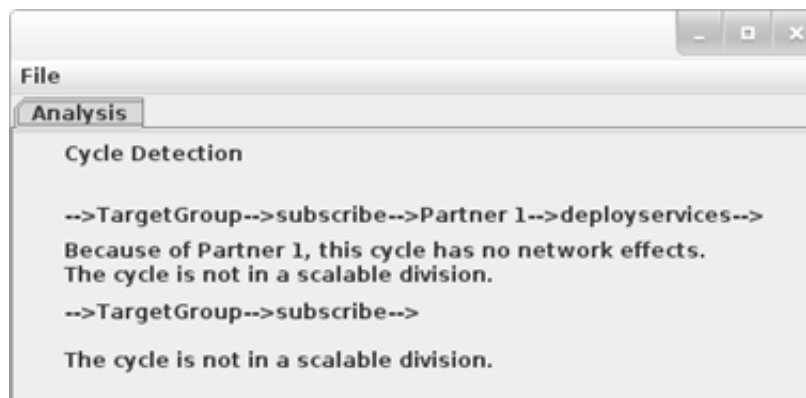 File
Analysis
Cycle Detection
-->TargetGroup-->subscribe-->Partner 1-->deployservices-->
Because of Partner 1, this cycle has no network effects.
The cycle is not in a scalable division.
-->TargetGroup-->subscribe-->
The cycle is not in a scalable division.